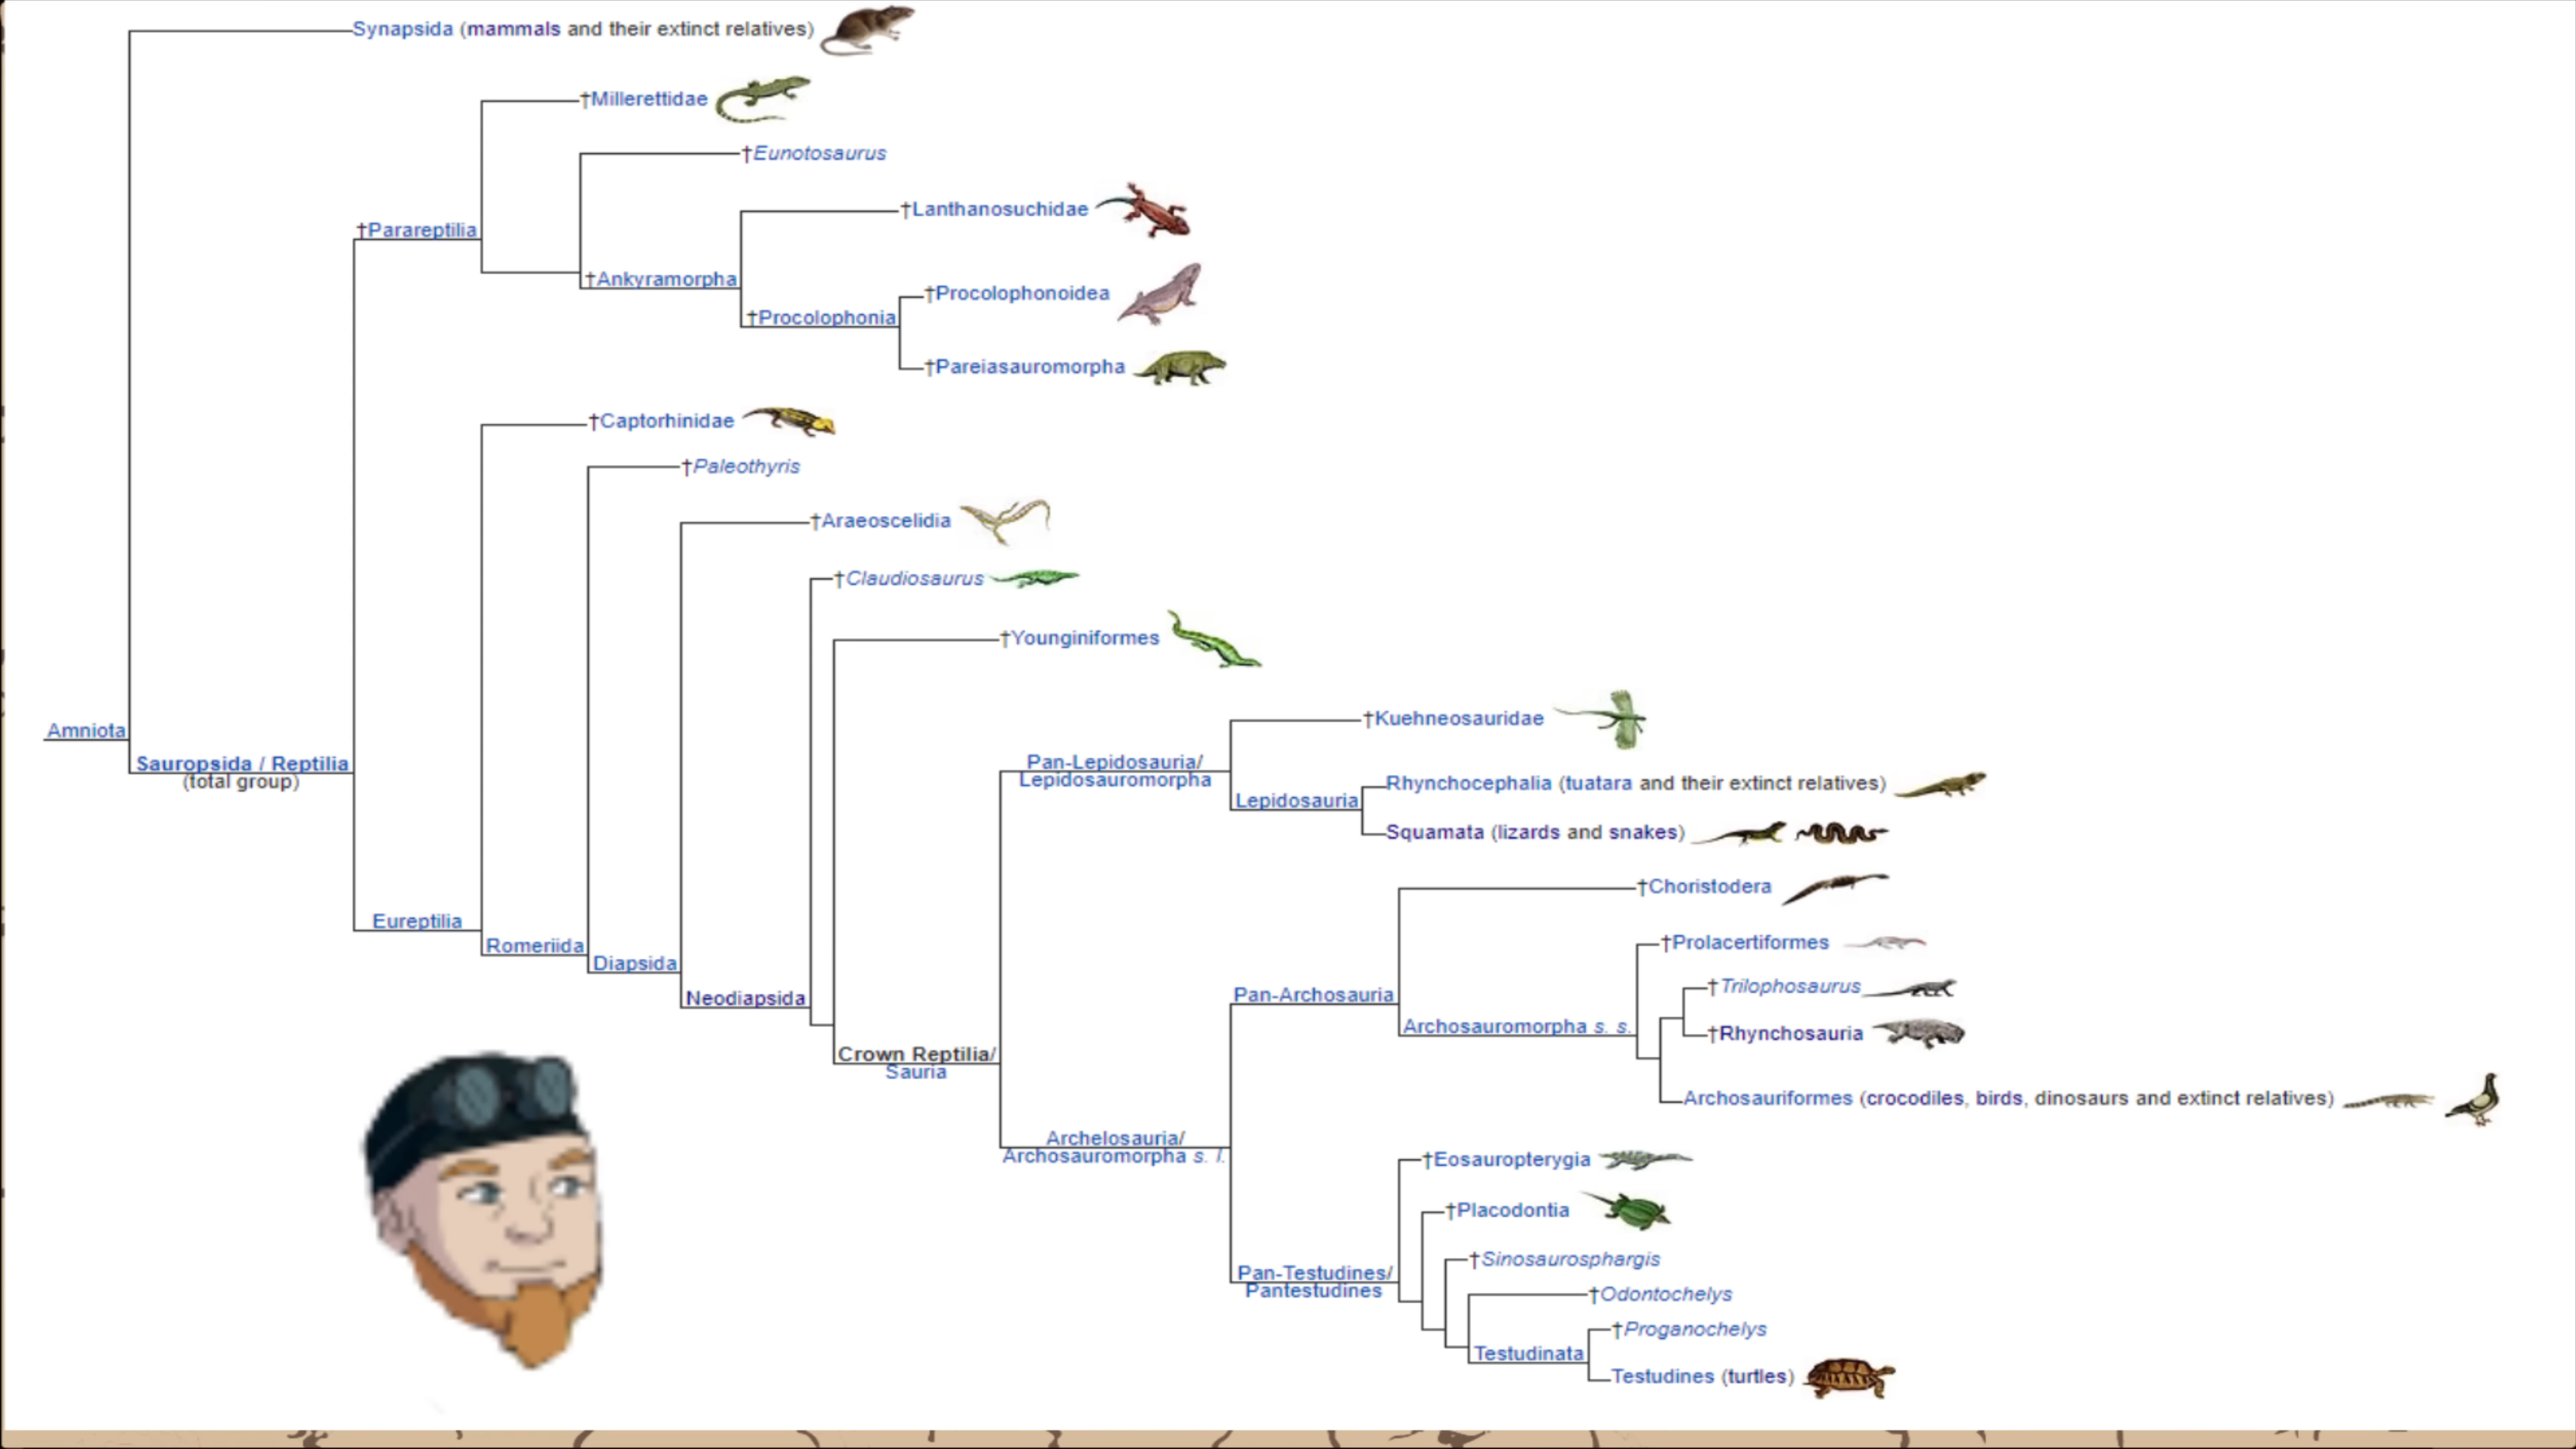 Synapsida (mammals and their extinct relatives)
†Millerettidae
†Eunotosaurus
†Lanthanosuchidae
†Parareptilia
†Ankyramorpha
†Procolophonoidea
†Procolophonia
†Pareiasauromorpha
†Captorhinidae
†Paleothyris
†Araeoscelidia
†Claudiosaurus
†Younginiformes
†Kuehneosauridae
Amniota
Sauropsida / Reptilia
(total group)
Pan-Lepidosauria/
Lepidosauromorpha
Rhynchocephalia (tuatara and their extinct relatives)
Lepidosauria
Squamata (lizards and snakes)
†Choristodera
Eureptilia
Romeriida
Diapsida
Neodiapsida
†Prolacertiformes
†Trilophosaurus
Pan-Archosauria
Archosauromorpha s. s.
†Rhynchosauria
Crown Reptilia/
Sauria
Archosauriformes (crocodiles, birds, dinosaurs and extinct relatives)
Archelosauria/
Archosauromorpha s. l.
†Eosauropterygia
†Placodontia
†Sinosaurosphargis
Pan-Testudines/
Pantestudines
†Odontochelys
†Proganochelys
Testudinata
Testudines (turtles)